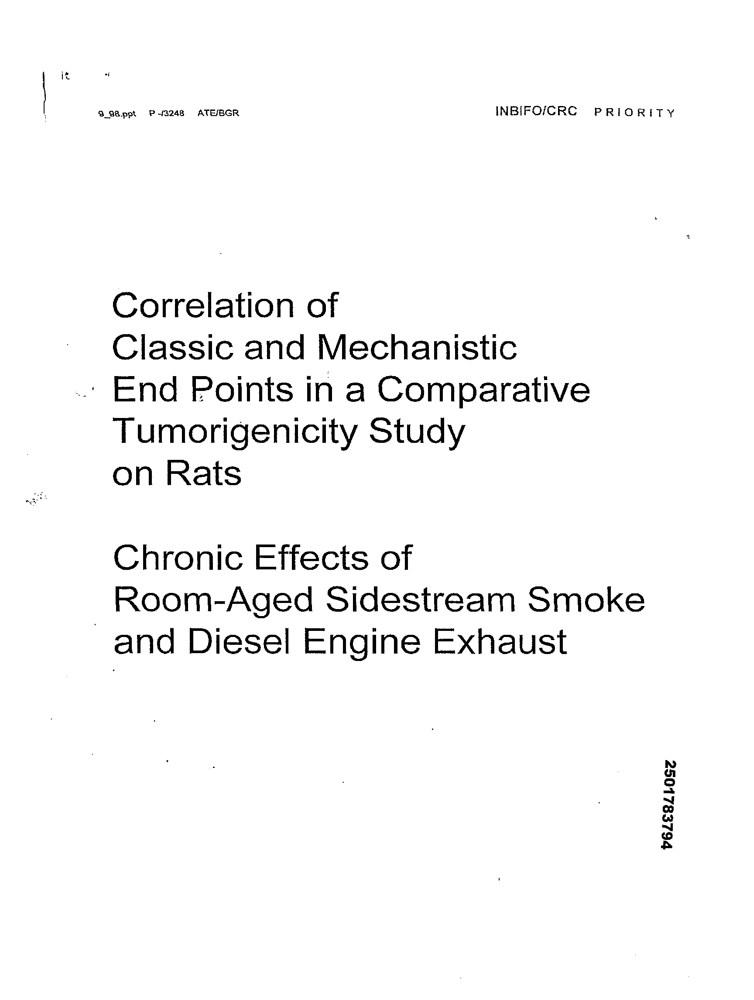 it
9_98.ppt P -/3248 ATE/BGR INBIFO/CRC PRIORITY
Correlation of
Classic and Mechanistic
End Points in a Comparative
Tumorigenicity Study
on Rats
Chronic Effects of
Room-Aged Sidestream Smoke
and Diesel Engine Exhaust
2501783794